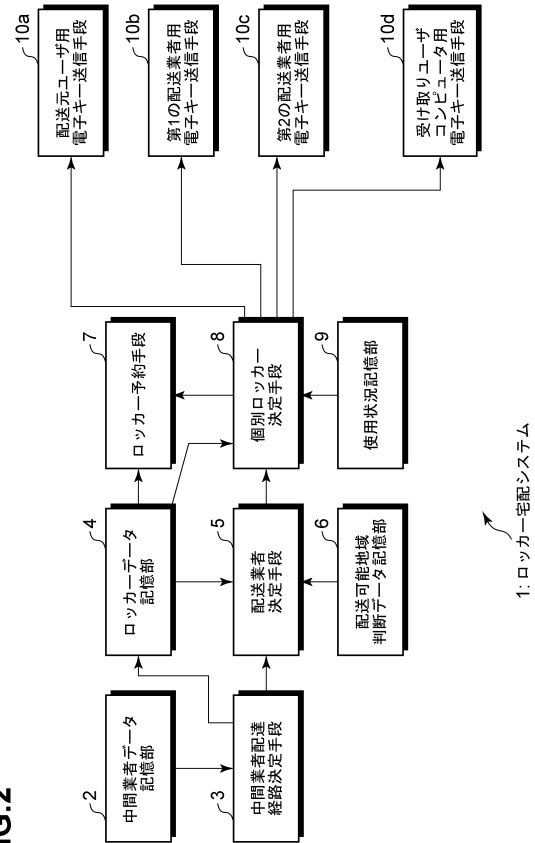 IG.2
2
中間業者データ
記憶部
3
中間業者配達
経路決定手段
4
ロッカーデータ
記憶部
5
配送業者
決定手段
6
配送可能地域
判断データ記憶部
7
ロッカー予約手段
8
個別ロッカー
決定手段
9
使用状況記憶部
10a
配送元ユーザ用
電子キー送信手段
10b
第1の配送業者用
電子キー送信手段
10c
第2の配送業者用
電子キー送信手段
10d
受け取りユーザ
コンピュータ用
電子キー送信手段
1: ロッカー宅配システム